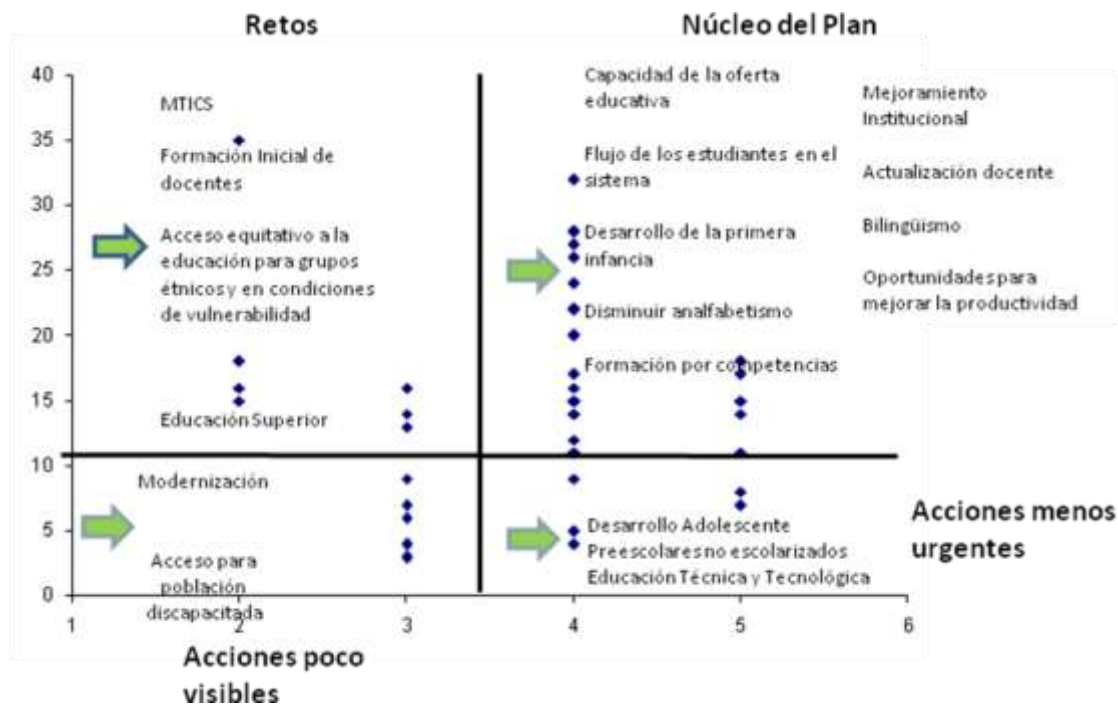 Retos
Núcleo del Plan
40
35
30
25
20
15
10
5
0
MTICS
Formación Inicial de
docentes
Acceso equitativo a la
educación para grupos
étnicos y en condiciones
de vulnerabilidad
Educación Superior
Capacidad de la oferta
educativa
Flujo de los estudiantes en el
sistema
Desarrollo de la primera
infancia
Disminuir analfabetismo
Formación por competencias
Mejoramiento
Institucional
Actualización docente
Bilingüismo
Oportunidades para
mejorar la productividad
Modernización
Acceso para
población
discapacitada
Desarrollo Adolescente
Preescolares no escolarizados
Educación Técnica y Tecnológica
Acciones menos
urgentes
1 2 3 4 5 6
Acciones poco
visibles